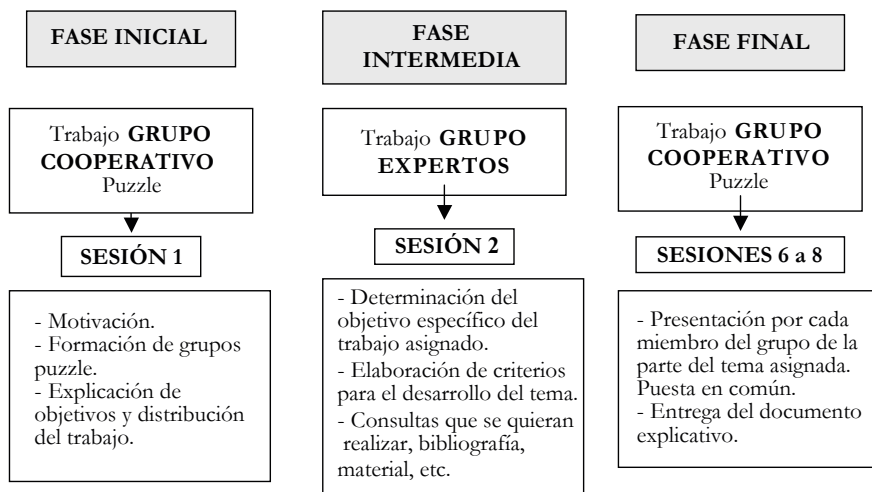 FASE INICIAL
Trabajo GRUPO
COOPERATIVO
Puzzle
SESIÓN 1
- Motivación.
- Formación de grupos
puzzle.
- Explicación de
objetivos y distribución
del trabajo.
FASE
INTERMEDIA
Trabajo GRUPO
EXPERTOS
SESIÓN 2
- Determinación del
objetivo específico del
trabajo asignado.
- Elaboración de criterios
para el desarrollo del tema.
- Consultas que se quieran
realizar, bibliografía,
material, etc.
FASE FINAL
Trabajo GRUPO
COOPERATIVO
Puzzle
SESIONES 6 a 8
- Presentación por cada
miembro del grupo de la
parte del tema asignada.
Puesta en común.
- Entrega del documento
explicativo.